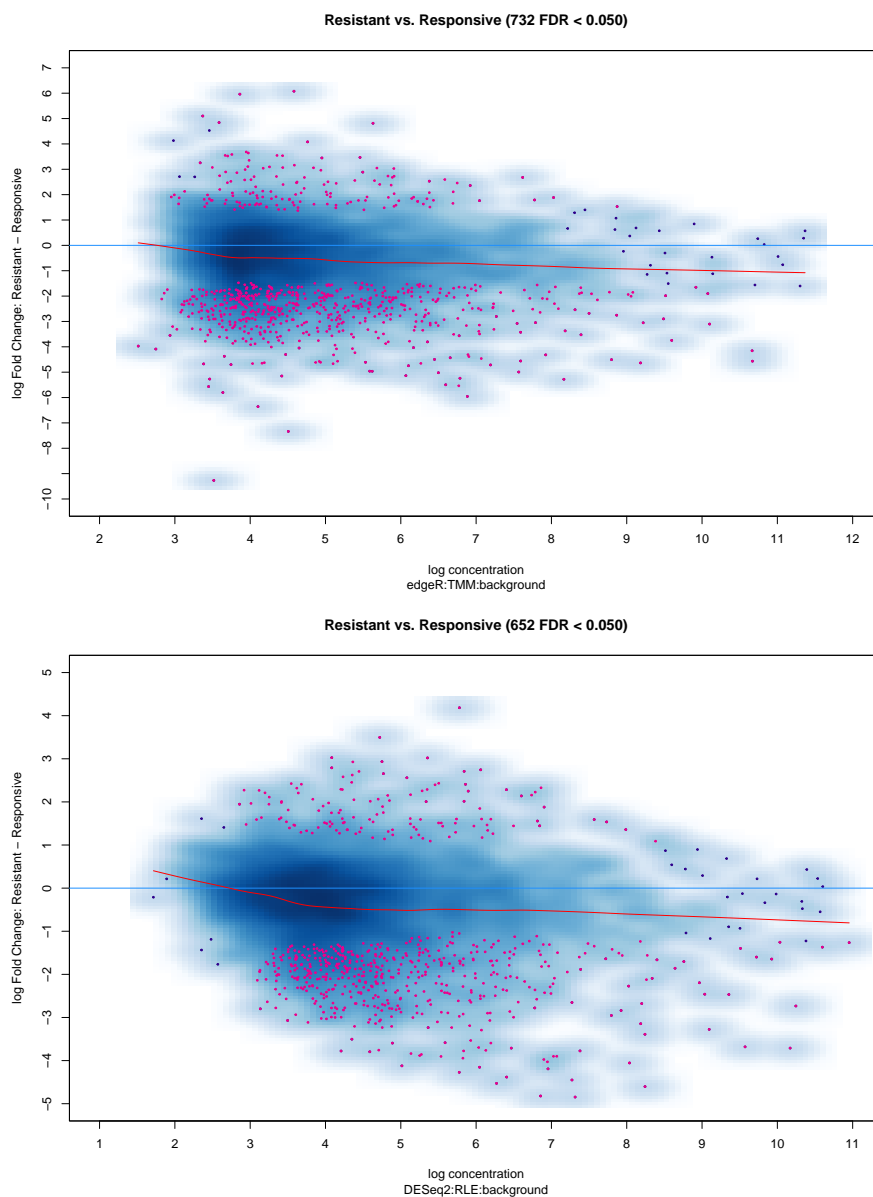 Resistant vs. Responsive (732 FDR < 0.050)
7
6
5
4
3
2
1
0
−1
−2
−3
−4
−5
−6
−8
−10
2 3 4 5 6 7 8 9 10 11 12
log Fold Change: Resistant − Responsive
log concentration
edgeR:TMM:background
Resistant vs. Responsive (652 FDR < 0.050)
5
4
3
2
1
0
−1
−2
−3
−4
−5
1 2 3 4 5 6 7 8 9 10 11
log Fold Change: Resistant − Responsive
log concentration
DESeq2:RLE:background